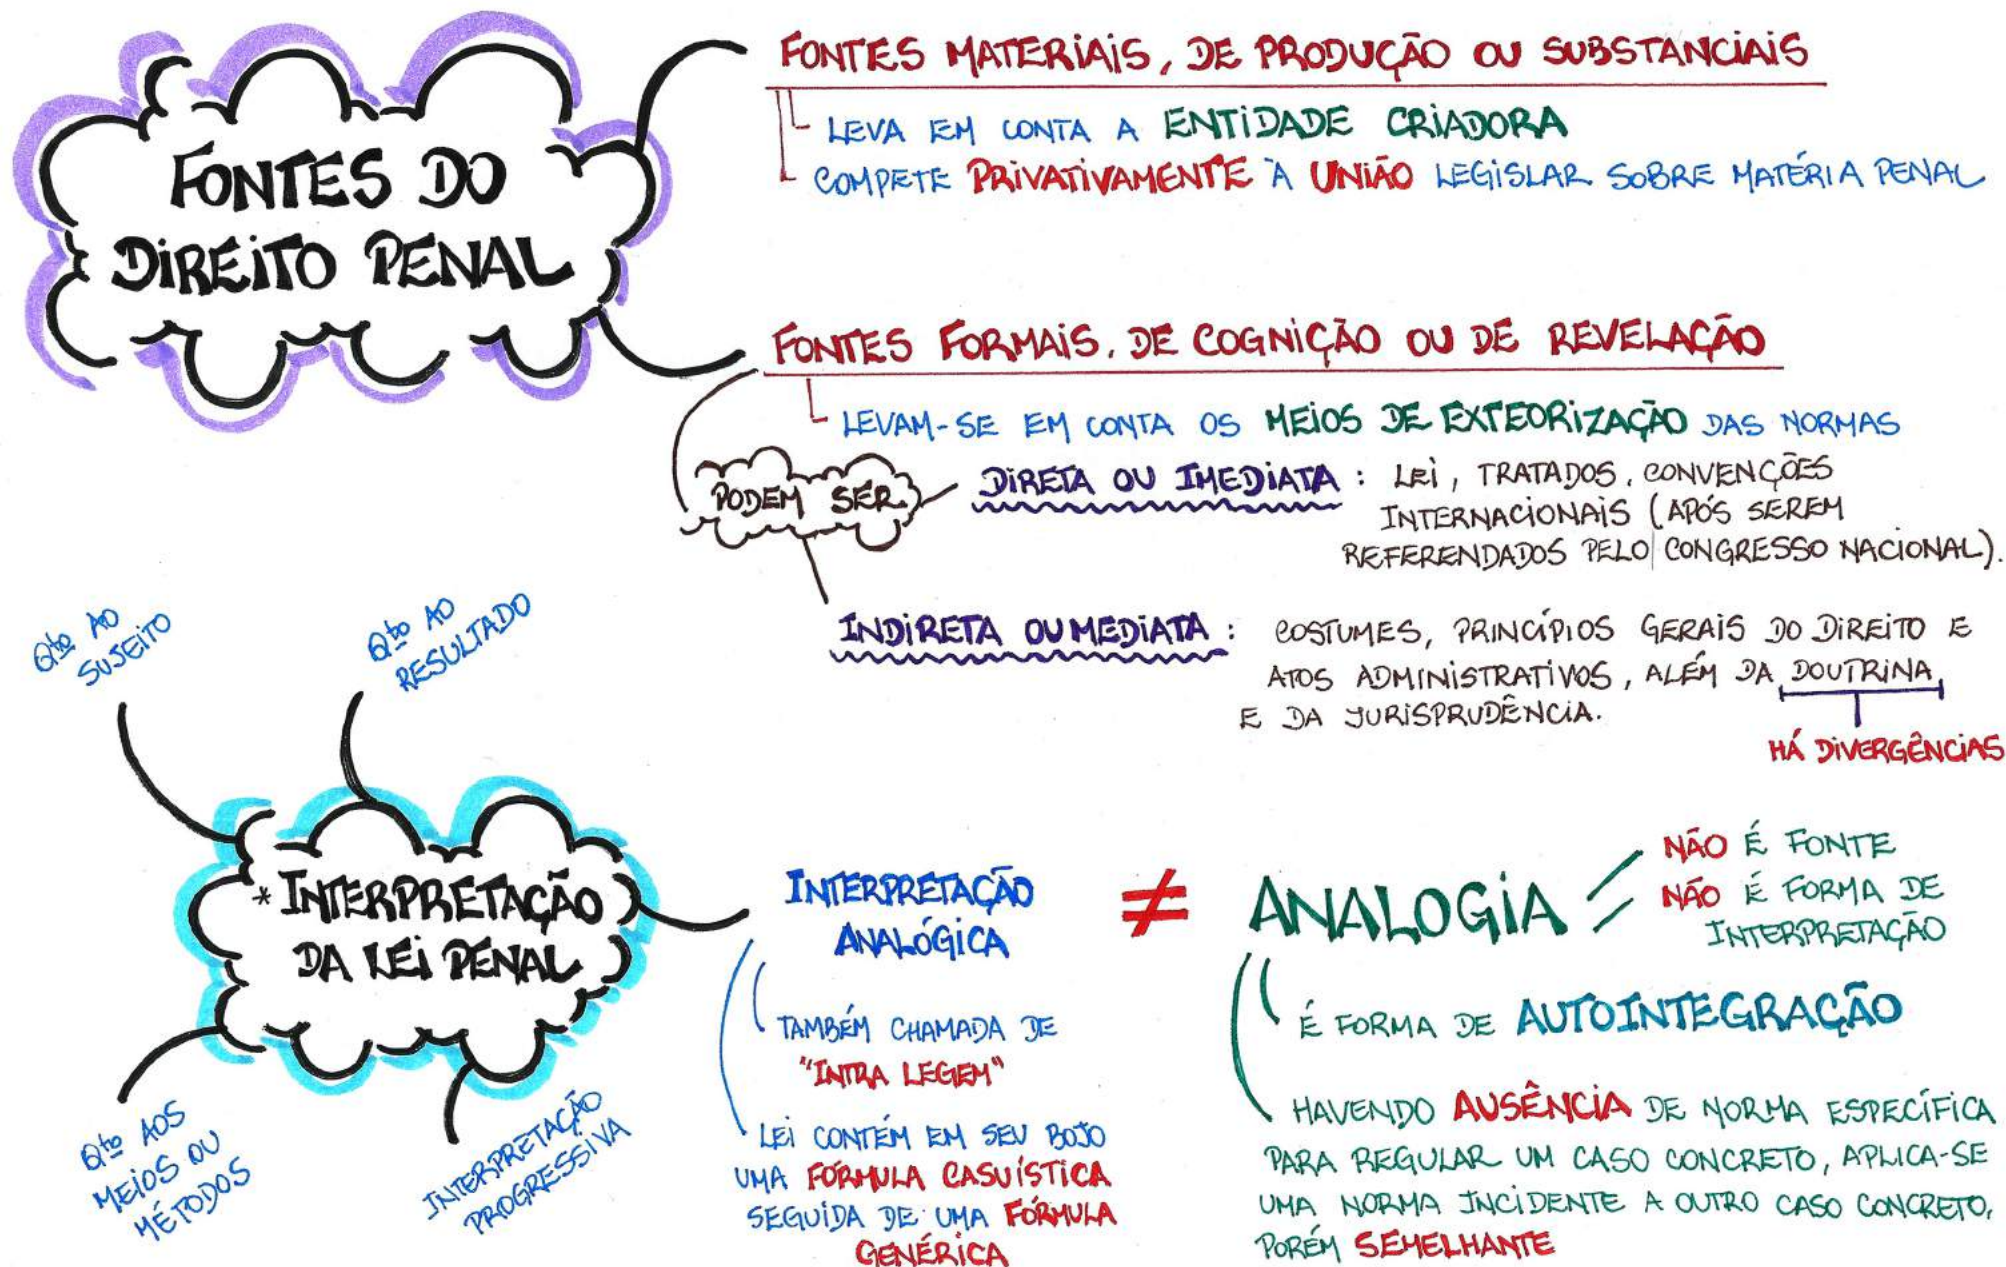 FONTES DO
DIREITO PENAL
FONTES MATERIAIS, DE PRODUÇÃO OU SUBSTANCIAIS
LEVA EM CONTA A ENTIDADE CRIADORA
COMPETE PRIVATIVAMENTE À UNIÃO LEGISLAR SOBRE MATÉRIA PENAL
FONTES FORMAIS, DE COGNIÇÃO OU DE REVELAÇÃO
LEVAM-SE EM CONTA OS MEIOS DE EXTEORIZAÇÃO DAS NORMAS
PODEM SER
DIRETA OU IMEDIATA : LEI, TRATADOS, CONVENÇÕES
INTERNACIONAIS (APÓS SEREM
REFERENDADOS PELO CONGRESSO NACIONAL).
INDIRETA OU MEDIATA : COSTUMES, PRINCÍPIOS GERAIS DO DIREITO E
ATOS ADMINISTRATIVOS, ALÉM DA DOUTRINA
E DA JURISPRUDÊNCIA.
HÁ DIVERGÊNCIAS
* INTERPRETAÇÃO
DA LEI PENAL
Qto AO
SUJEITO
Qto AO
RESULTADO
Qto AOS
MEIOS OU
MÉTODOS
INTERPRETAÇÃO
PROGRESSIVA
INTERPRETAÇÃO
ANALÓGICA
TAMBÉM CHAMADA DE
"INTRA LEGEM"
LEI CONTÉM EM SEU BOJO
UMA FÓRMULA CASUÍSTICA
SEGUIDA DE UMA FÓRMULA
GENÉRICA
≠
ANALOGIA
NÃO É FONTE
NÃO É FORMA DE
INTERPRETAÇÃO
É FORMA DE AUTOINTEGRAÇÃO
HAVENDO AUSÊNCIA DE NORMA ESPECÍFICA
PARA REGULAR UM CASO CONCRETO, APLICA-SE
UMA NORMA INCIDENTE A OUTRO CASO CONCRETO,
PORÉM SEMELHANTE